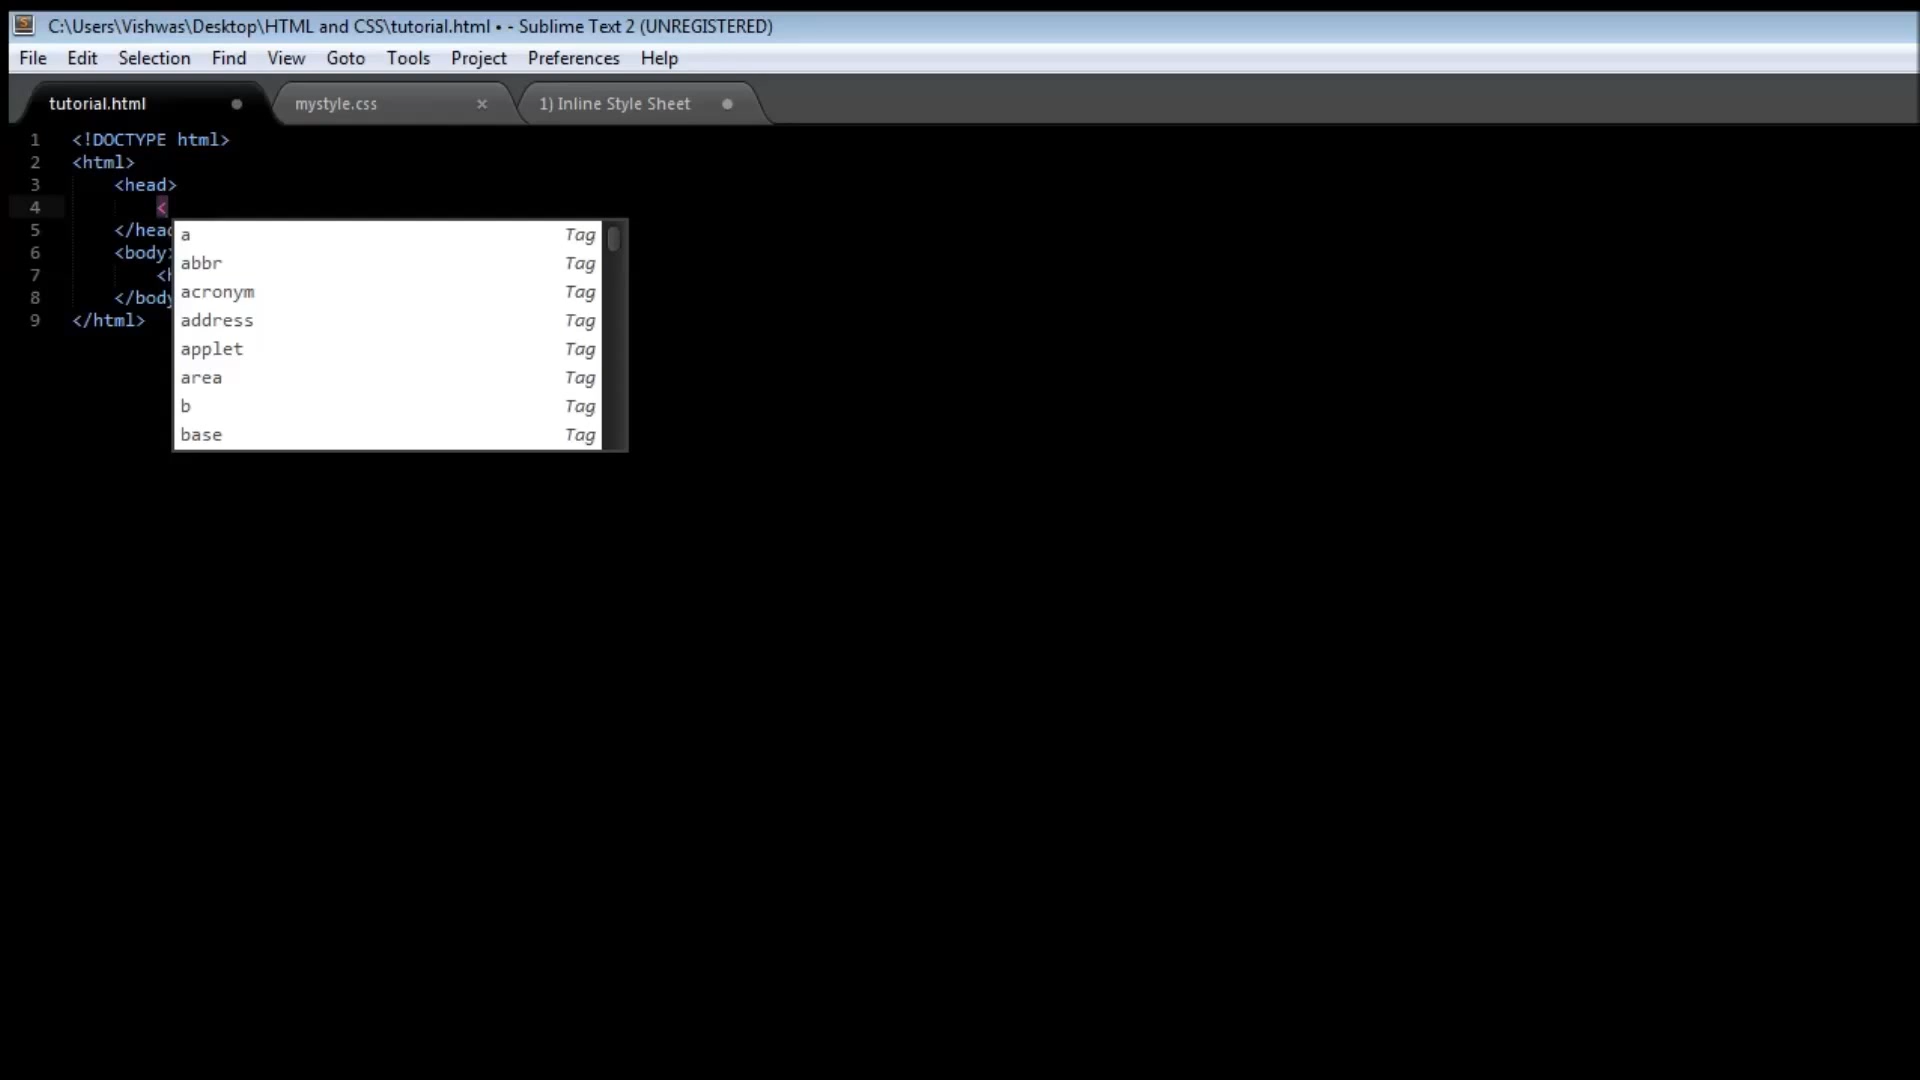 C:\Users\Vishwas\Desktop\HTML and CSS\tutorial.html • - Sublime Text 2 (UNREGISTERED)
File Edit Selection Find View Goto Tools Project Preferences Help
tutorial.html mystyle.css × 1) Inline Style Sheet
1 <!DOCTYPE html>
2 <html>
3 <head>
4 <
5 </head
6 <body>
7 <h
8 </body
9 </html>
a Tag
abbr Tag
acronym Tag
address Tag
applet Tag
area Tag
b Tag
base Tag